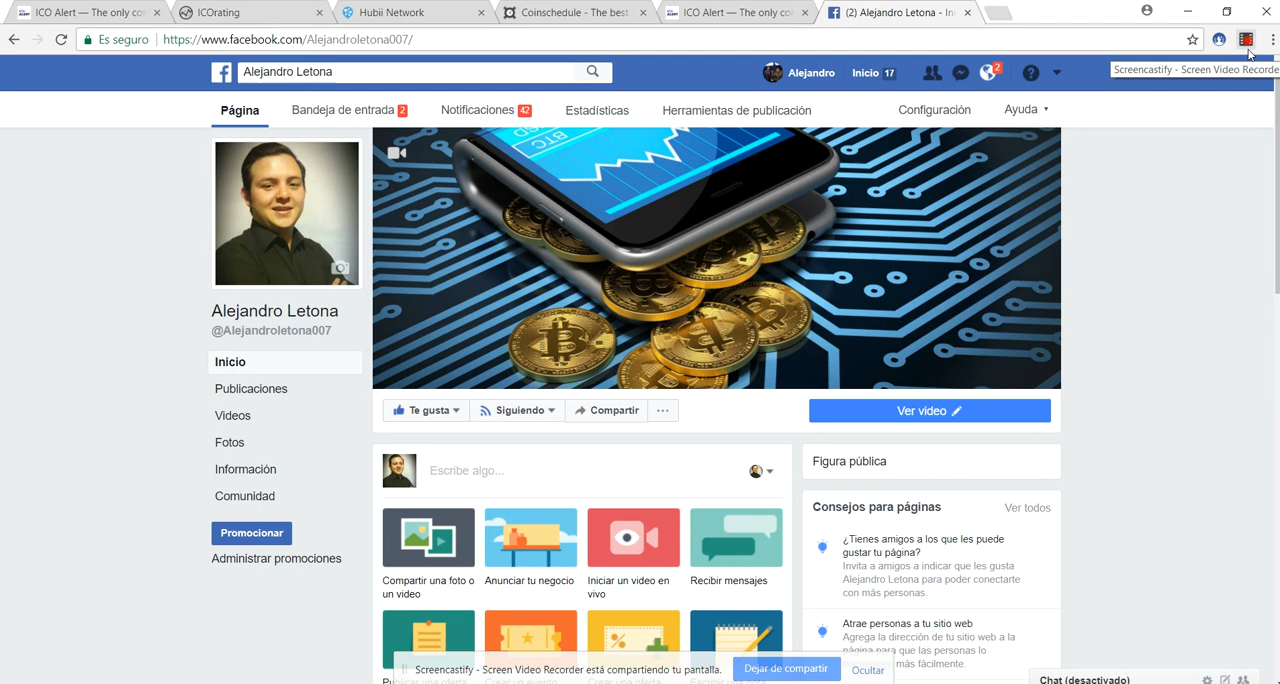 ICO Alert — The only co
ICOrating
Hubii Network
Coinschedule - The best
ICO Alert — The only co
(2) Alejandro Letona - Ini
Es seguro
https://www.facebook.com/Alejandroletona007/
Screencastify - Screen Video Recorde
Alejandro Letona
Alejandro
Inicio 17
2
Página
Bandeja de entrada 2
Notificaciones 42
Estadísticas
Herramientas de publicación
Configuración
Ayuda
BTC
Alejandro Letona
@Alejandroletona007
Inicio
Publicaciones
Videos
Fotos
Información
Comunidad
Promocionar
Administrar promociones
Te gusta
Siguiendo
Compartir
Ver video
Escribe algo...
Compartir una foto o
un video
Anunciar tu negocio
Iniciar un video en
vivo
Recibir mensajes
Figura pública
Consejos para páginas
Ver todos
¿Tienes amigos a los que les puede
gustar tu página?
Invita a amigos a indicar que les gusta
Alejandro Letona para poder conectarte
con más personas.
Atrae personas a tu sitio web
Agrega la dirección de tu sitio web a la
página para que las personas lo
más fácilmente.
Screencastify - Screen Video Recorder está compartiendo tu pantalla.
Dejar de compartir
Ocultar
Chat (desactivado)